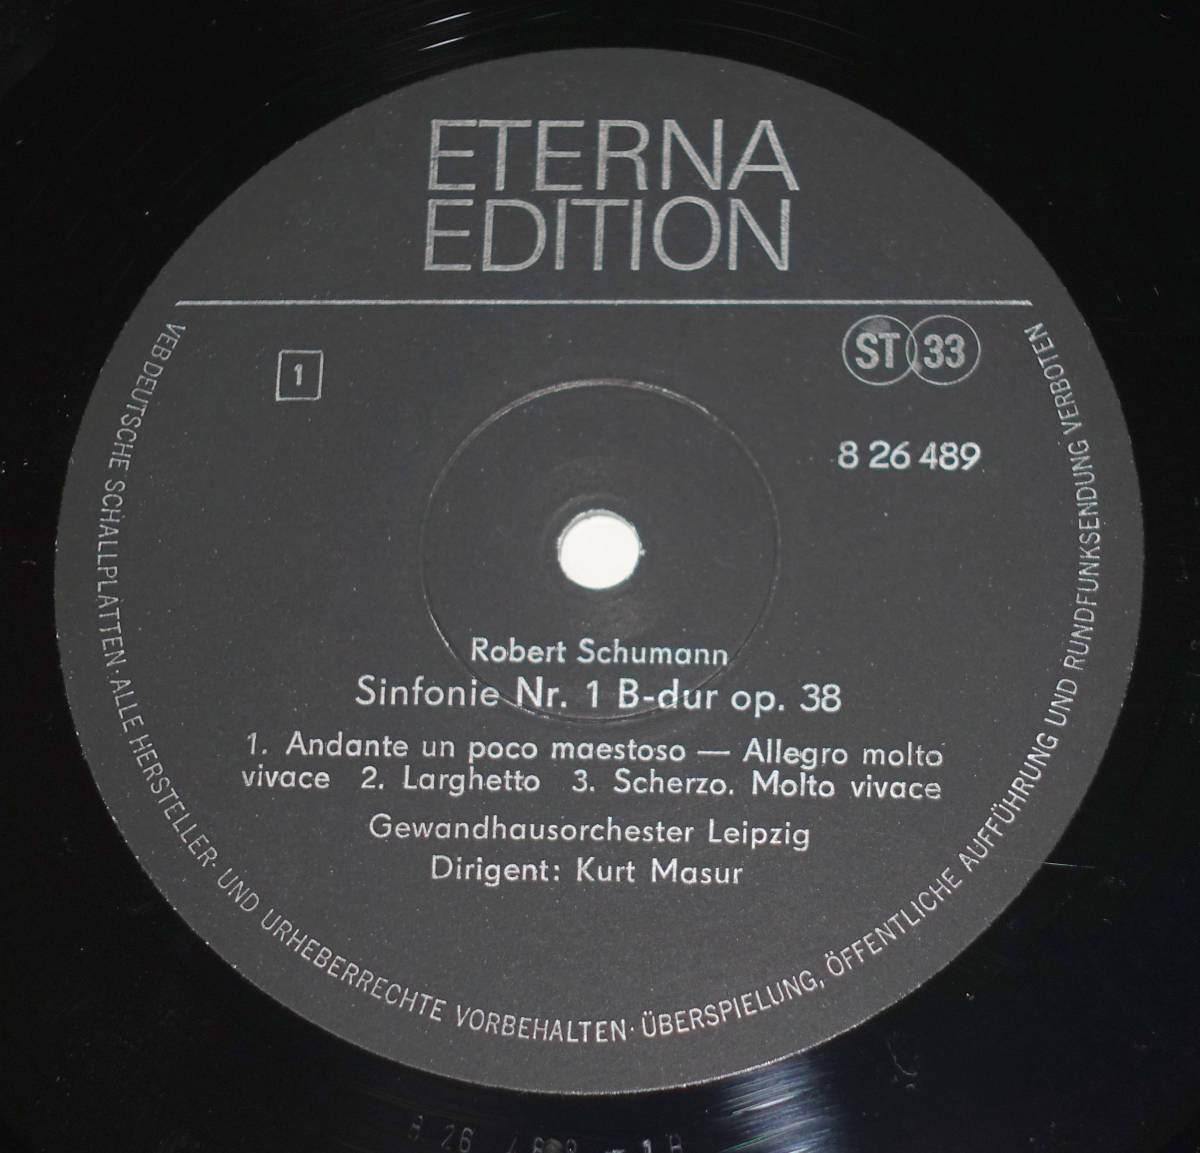 ETERNA
EDITION
1
ST 33
8 26 489
Robert Schumann
Sinfonie Nr. 1 B-dur op. 38
1. Andante un poco maestoso — Allegro molto
vivace 2. Larghetto 3. Scherzo. Molto vivace
Gewandhausorchester Leipzig
Dirigent: Kurt Masur
VEB DEUTSCHE SCHALLPLATTEN · ALLE HERSTELLER- UND URHEBERRECHTE VORBEHALTEN · ÜBERSPIELUNG, ÖFFENTLICHE AUFFÜHRUNG UND RUNDFUNKSENDUNG VERBOTEN
8 26